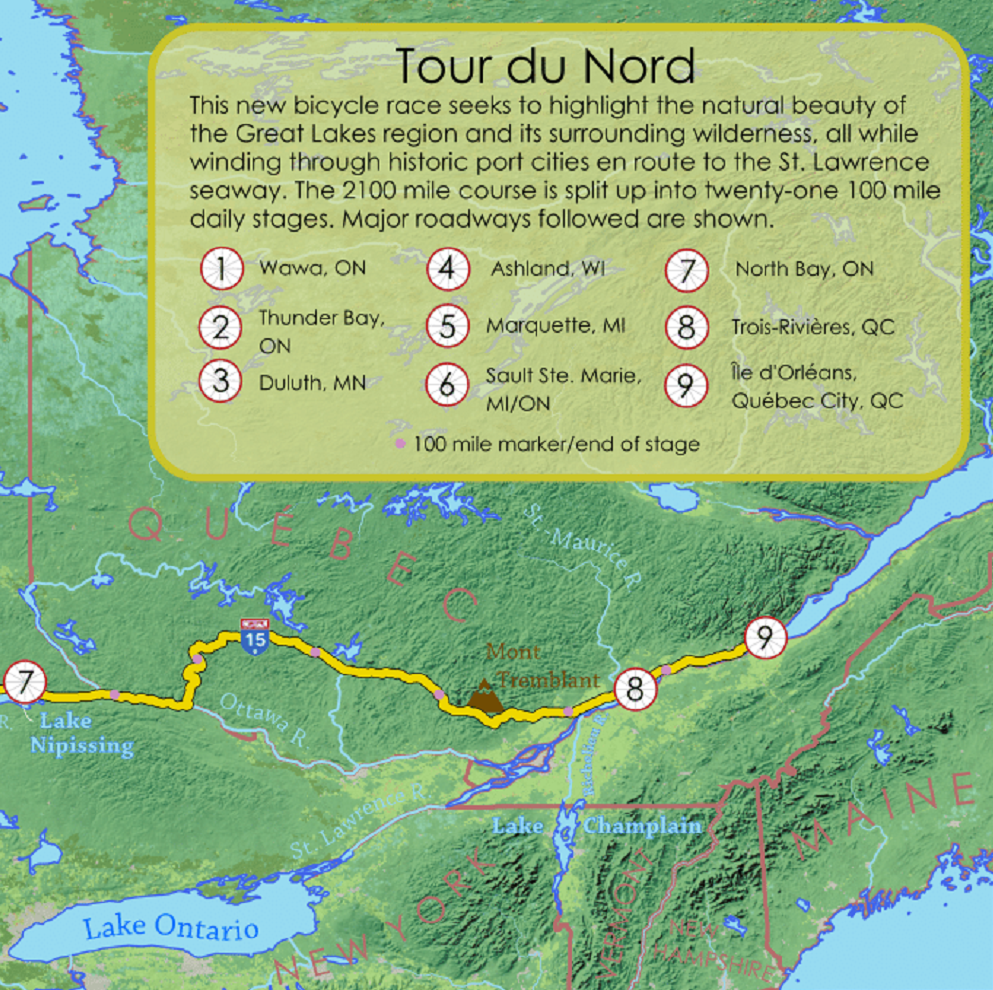 Tour du Nord
This new bicycle race seeks to highlight the natural beauty of
the Great Lakes region and its surrounding wilderness, all while
winding through historic port cities en route to the St. Lawrence
seaway. The 2100 mile course is split up into twenty-one 100 mile
daily stages. Major roadways followed are shown.
1 Wawa, ON
2 Thunder Bay,
ON
3 Duluth, MN
4 Ashland, WI
5 Marquette, MI
6 Sault Ste. Marie,
MI/ON
7 North Bay, ON
8 Trois-Rivières, QC
9 Île d'Orléans,
Québec City, QC
100 mile marker/end of stage
QUÉBEC
St. Maurice R.
15
9
Mont
Tremblant
7
8
R.
Lake
Nipissing
Ottawa R.
Richelieu R.
St. Lawrence R.
Lake Champlain
MAINE
Lake Ontario
NEW YORK
VERMONT
NEW
HAMPSHIRE